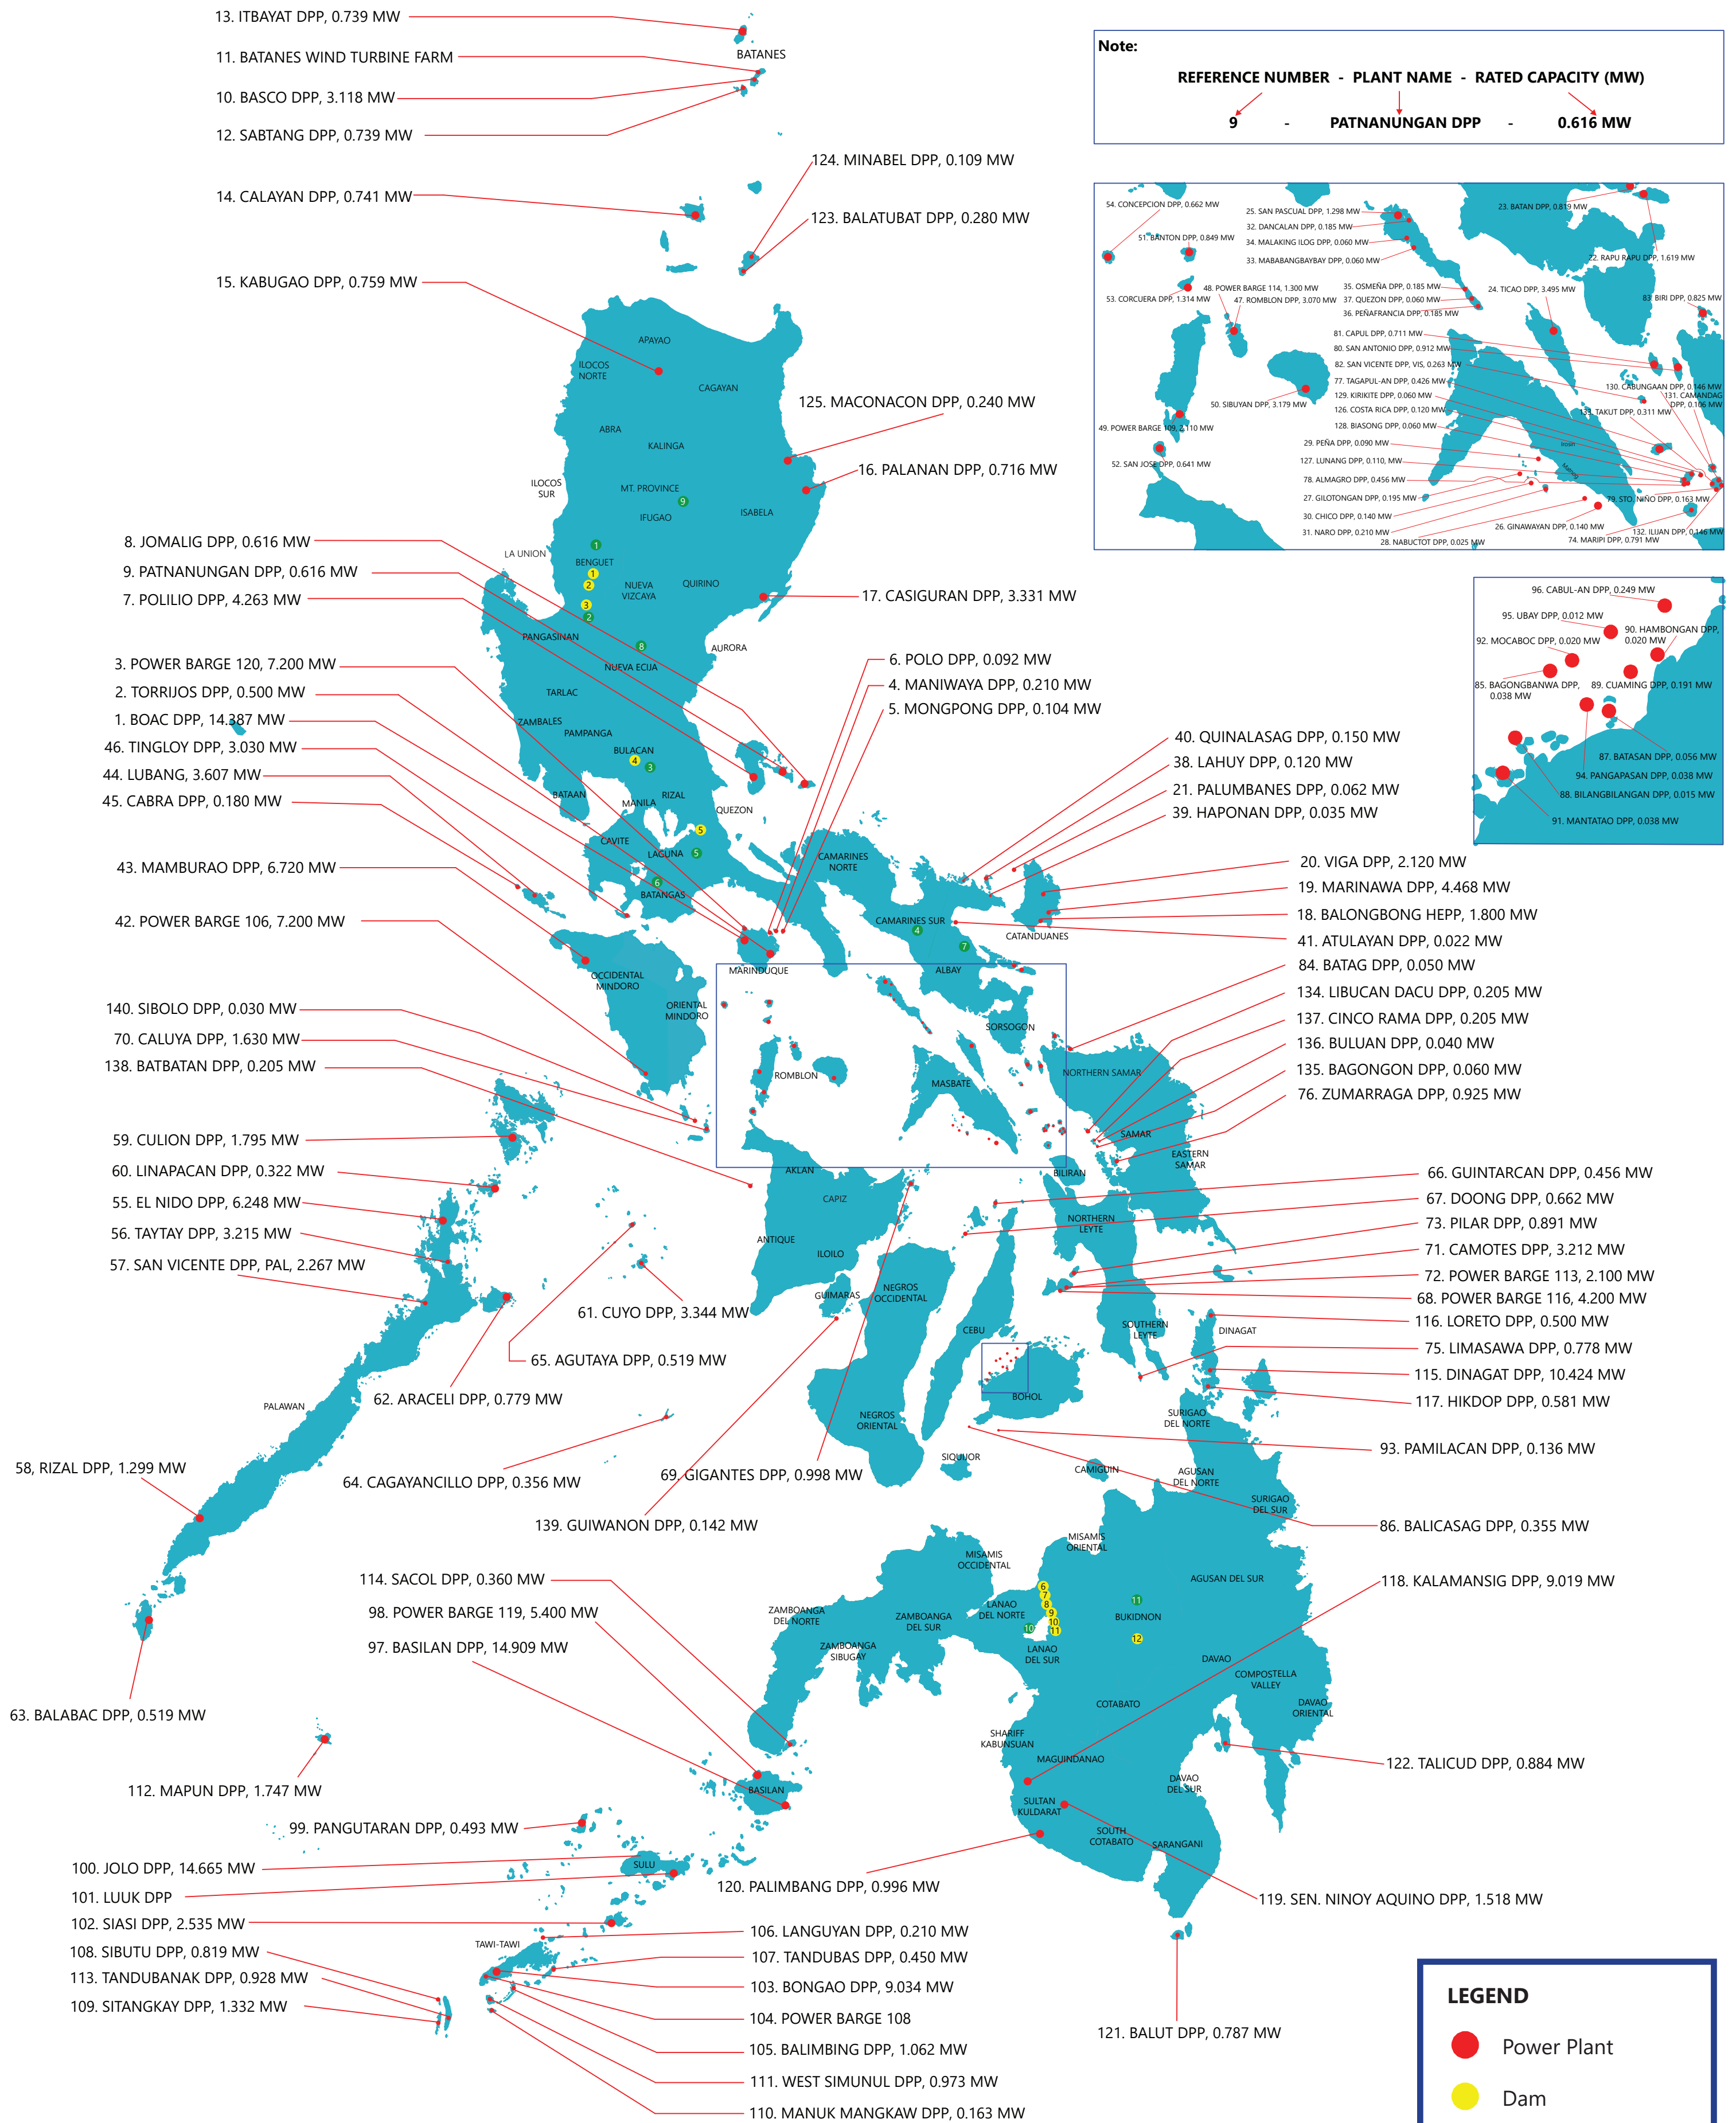 13. ITBAYAT DPP, 0.739 MW
BATANES
11. BATANES WIND TURBINE FARM
10. BASCO DPP, 3.118 MW
12. SABTANG DPP, 0.739 MW
14. CALAYAN DPP, 0.741 MW
124. MINABEL DPP, 0.109 MW
123. BALATUBAT DPP, 0.280 MW
15. KABUGAO DPP, 0.759 MW
Note:
REFERENCE NUMBER - PLANT NAME - RATED CAPACITY (MW)
9 - PATNANUNGAN DPP - 0.616 MW
54. CONCEPCION DPP, 0.662 MW
51. BANTON DPP, 0.849 MW
53. CORCUERA DPP, 1.314 MW
48. POWER BARGE 114, 1.300 MW
47. ROMBLON DPP, 3.070 MW
50. SIBUYAN DPP, 3.179 MW
49. POWER BARGE 109, 2.110 MW
52. SAN JOSE DPP, 0.641 MW
25. SAN PASCUAL DPP, 1.298 MW
32. DANCALAN DPP, 0.185 MW
34. MALAKING ILOG DPP, 0.060 MW
33. MABABANGBAYBAY DPP, 0.060 MW
35. OSMEÑA DPP, 0.185 MW
37. QUEZON DPP, 0.060 MW
36. PEÑAFRANCIA DPP, 0.185 MW
81. CAPUL DPP, 0.711 MW
80. SAN ANTONIO DPP, 0.912 MW
82. SAN VICENTE DPP, VIS, 0.263 MW
77. TAGAPUL-AN DPP, 0.426 MW
129. KIRIKITE DPP, 0.060 MW
126. COSTA RICA DPP, 0.120 MW
128. BIASONG DPP, 0.060 MW
29. PEÑA DPP, 0.090 MW
127. LUNANG DPP, 0.110, MW
78. ALMAGRO DPP, 0.456 MW
27. GILOTONGAN DPP, 0.195 MW
30. CHICO DPP, 0.140 MW
31. NARO DPP, 0.210 MW
28. NABUCTOT DPP, 0.025 MW
26. GINAWAYAN DPP, 0.140 MW
74. MARIPI DPP, 0.791 MW
132. ILIJAN DPP, 0.146 MW
79. STO. NIÑO DPP, 0.163 MW
133. TAKUT DPP, 0.311 MW
130. CABUNGAAN DPP, 0.146 MW
131. CAMANDAG
DPP, 0.106 MW
23. BATAN DPP, 0.819 MW
22. RAPU RAPU DPP, 1.619 MW
24. TICAO DPP, 3.495 MW
83. BIRI DPP, 0.825 MW
96. CABUL-AN DPP, 0.249 MW
95. UBAY DPP, 0.012 MW
90. HAMBONGAN DPP,
0.020 MW
92. MOCABOC DPP, 0.020 MW
85. BAGONGBANWA DPP,
0.038 MW
89. CUAMING DPP, 0.191 MW
87. BATASAN DPP, 0.056 MW
94. PANGAPASAN DPP, 0.038 MW
88. BILANGBILANGAN DPP, 0.015 MW
91. MANTATAO DPP, 0.038 MW
APAYAO
ILOCOS
NORTE
CAGAYAN
125. MACONACON DPP, 0.240 MW
ABRA
KALINGA
16. PALANAN DPP, 0.716 MW
ILOCOS
SUR
MT. PROVINCE
9
IFUGAO
ISABELA
LA UNION
1
BENGUET
1
2
3
2
NUEVA
VIZCAYA
QUIRINO
17. CASIGURAN DPP, 3.331 MW
8. JOMALIG DPP, 0.616 MW
9. PATNANUNGAN DPP, 0.616 MW
7. POLILIO DPP, 4.263 MW
PANGASINAN
8
AURORA
NUEVA ECIJA
TARLAC
ZAMBALES
PAMPANGA
BULACAN
4
3
BATAAN
MANILA
RIZAL
QUEZON
5
CAVITE
LAGUNA
5
6
BATANGAS
3. POWER BARGE 120, 7.200 MW
2. TORRIJOS DPP, 0.500 MW
1. BOAC DPP, 14.387 MW
46. TINGLOY DPP, 3.030 MW
44. LUBANG, 3.607 MW
45. CABRA DPP, 0.180 MW
43. MAMBURAO DPP, 6.720 MW
42. POWER BARGE 106, 7.200 MW
6. POLO DPP, 0.092 MW
4. MANIWAYA DPP, 0.210 MW
5. MONGPONG DPP, 0.104 MW
40. QUINALASAG DPP, 0.150 MW
38. LAHUY DPP, 0.120 MW
21. PALUMBANES DPP, 0.062 MW
39. HAPONAN DPP, 0.035 MW
20. VIGA DPP, 2.120 MW
19. MARINAWA DPP, 4.468 MW
18. BALONGBONG HEPP, 1.800 MW
41. ATULAYAN DPP, 0.022 MW
84. BATAG DPP, 0.050 MW
134. LIBUCAN DACU DPP, 0.205 MW
137. CINCO RAMA DPP, 0.205 MW
136. BULUAN DPP, 0.040 MW
135. BAGONGON DPP, 0.060 MW
76. ZUMARRAGA DPP, 0.925 MW
CAMARINES
NORTE
CAMARINES SUR
4
7
CATANDUANES
ALBAY
MARINDUQUE
OCCIDENTAL
MINDORO
ORIENTAL
MINDORO
SORSOGON
ROMBLON
MASBATE
NORTHERN SAMAR
SAMAR
EASTERN
SAMAR
BILIRAN
140. SIBOLO DPP, 0.030 MW
70. CALUYA DPP, 1.630 MW
138. BATBATAN DPP, 0.205 MW
59. CULION DPP, 1.795 MW
60. LINAPACAN DPP, 0.322 MW
55. EL NIDO DPP, 6.248 MW
56. TAYTAY DPP, 3.215 MW
57. SAN VICENTE DPP, PAL, 2.267 MW
AKLAN
CAPIZ
ANTIQUE
ILOILO
GUIMARAS
NEGROS
OCCIDENTAL
NORTHERN
LEYTE
CEBU
SOUTHERN
LEYTE
DINAGAT
BOHOL
NEGROS
ORIENTAL
SURIGAO
DEL NORTE
66. GUINTARCAN DPP, 0.456 MW
67. DOONG DPP, 0.662 MW
73. PILAR DPP, 0.891 MW
71. CAMOTES DPP, 3.212 MW
72. POWER BARGE 113, 2.100 MW
68. POWER BARGE 116, 4.200 MW
116. LORETO DPP, 0.500 MW
75. LIMASAWA DPP, 0.778 MW
115. DINAGAT DPP, 10.424 MW
117. HIKDOP DPP, 0.581 MW
93. PAMILACAN DPP, 0.136 MW
86. BALICASAG DPP, 0.355 MW
61. CUYO DPP, 3.344 MW
65. AGUTAYA DPP, 0.519 MW
62. ARACELI DPP, 0.779 MW
PALAWAN
58, RIZAL DPP, 1.299 MW
64. CAGAYANCILLO DPP, 0.356 MW
69. GIGANTES DPP, 0.998 MW
139. GUIWANON DPP, 0.142 MW
SIQUIJOR
CAMIGUIN
AGUSAN
DEL NORTE
SURIGAO
DEL SUR
MISAMIS
ORIENTAL
MISAMIS
OCCIDENTAL
AGUSAN DEL SUR
6
7
8
9
10
11
10
11
12
LANAO
DEL NORTE
BUKIDNON
LANAO
DEL SUR
ZAMBOANGA
DEL NORTE
ZAMBOANGA
DEL SUR
ZAMBOANGA
SIBUGAY
DAVAO
COMPOSTELLA
VALLEY
DAVAO
ORIENTAL
COTABATO
SHARIFF
KABUNSUAN
MAGUINDANAO
DAVAO
DEL SUR
SULTAN
KULDARAT
SOUTH
COTABATO
SARANGANI
114. SACOL DPP, 0.360 MW
98. POWER BARGE 119, 5.400 MW
97. BASILAN DPP, 14.909 MW
118. KALAMANSIG DPP, 9.019 MW
122. TALICUD DPP, 0.884 MW
63. BALABAC DPP, 0.519 MW
112. MAPUN DPP, 1.747 MW
BASILAN
99. PANGUTARAN DPP, 0.493 MW
100. JOLO DPP, 14.665 MW
SULU
101. LUUK DPP
102. SIASI DPP, 2.535 MW
TAWI-TAWI
108. SIBUTU DPP, 0.819 MW
113. TANDUBANAK DPP, 0.928 MW
109. SITANGKAY DPP, 1.332 MW
120. PALIMBANG DPP, 0.996 MW
119. SEN. NINOY AQUINO DPP, 1.518 MW
106. LANGUYAN DPP, 0.210 MW
107. TANDUBAS DPP, 0.450 MW
103. BONGAO DPP, 9.034 MW
104. POWER BARGE 108
105. BALIMBING DPP, 1.062 MW
111. WEST SIMUNUL DPP, 0.973 MW
110. MANUK MANGKAW DPP, 0.163 MW
121. BALUT DPP, 0.787 MW
LEGEND
Power Plant
Dam